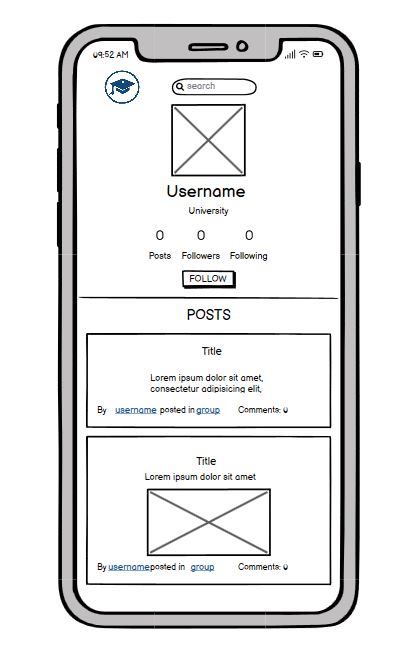 09:52 AM
search
Username
University
0 0 0
Posts Followers Following
FOLLOW
POSTS
Title
Lorem ipsum dolor sit amet,
consectetur adipisicing elit,
By username posted in group Comments: 0
Title
Lorem ipsum dolor sit amet
By username posted in group Comments: 0